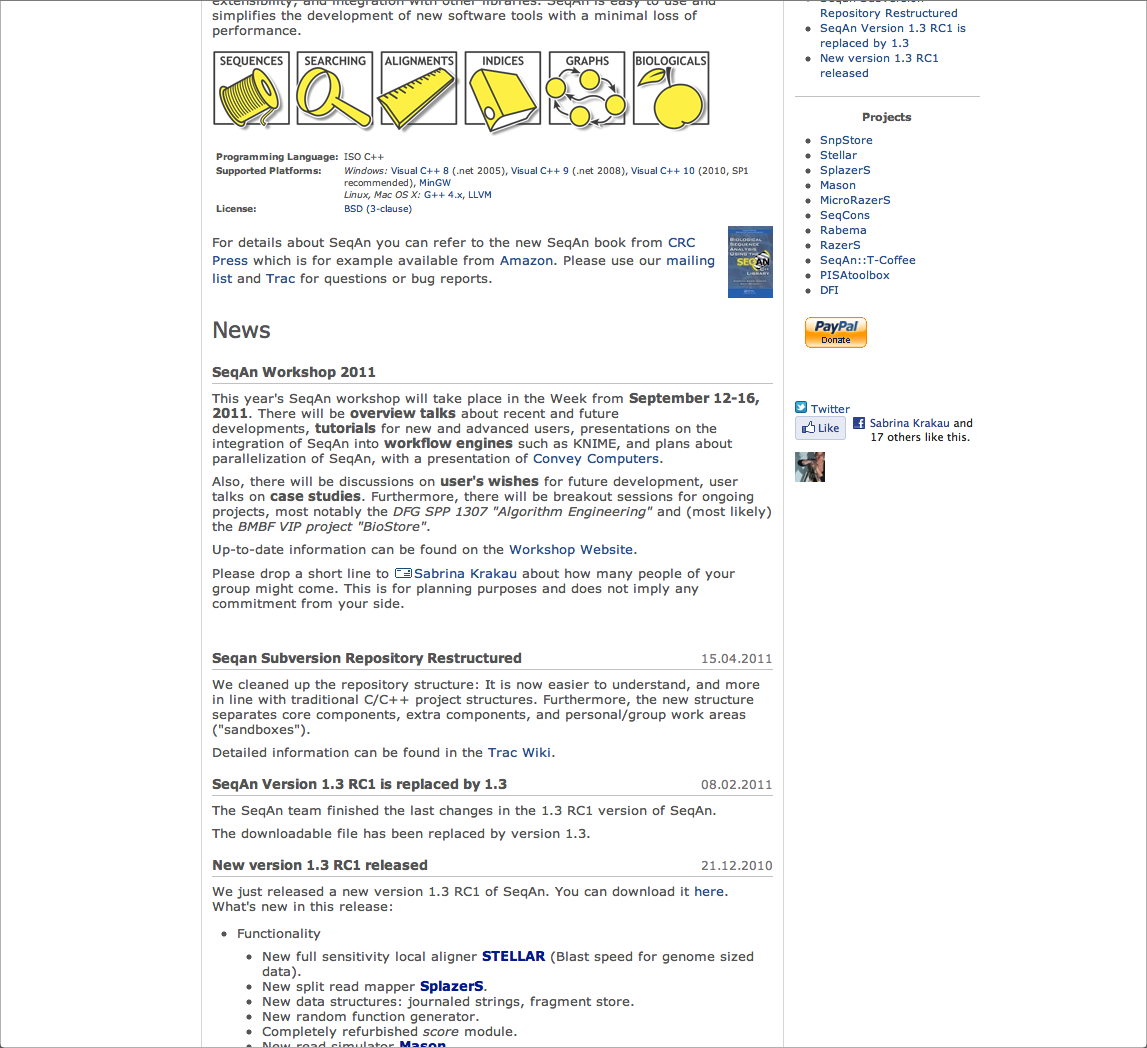 extensibility, and integration with other libraries. SeqAn is easy to use and
simplifies the development of new software tools with a minimal loss of
performance.
SEQUENCES SEARCHING ALIGNMENTS INDICES GRAPHS BIOLOGICALS
Programming Language: ISO C++
Supported Platforms: Windows: Visual C++ 8 (.net 2005), Visual C++ 9 (.net 2008), Visual C++ 10 (2010, SP1
recommended), MinGW
Linux, Mac OS X: G++ 4.x, LLVM
License: BSD (3-clause)
For details about SeqAn you can refer to the new SeqAn book from CRC
Press which is for example available from Amazon. Please use our mailing
list and Trac for questions or bug reports.
BIOLOGICAL
SEQUENCE
ANALYSIS
USING THE
SEQAN
C++
LIBRARY
News
SeqAn Workshop 2011
This year's SeqAn workshop will take place in the Week from September 12-16,
2011. There will be overview talks about recent and future
developments, tutorials for new and advanced users, presentations on the
integration of SeqAn into workflow engines such as KNIME, and plans about
parallelization of SeqAn, with a presentation of Convey Computers.
Also, there will be discussions on user's wishes for future development, user
talks on case studies. Furthermore, there will be breakout sessions for ongoing
projects, most notably the DFG SPP 1307 "Algorithm Engineering" and (most likely)
the BMBF VIP project "BioStore".
Up-to-date information can be found on the Workshop Website.
Please drop a short line to Sabrina Krakau about how many people of your
group might come. This is for planning purposes and does not imply any
commitment from your side.
Seqan Subversion Repository Restructured 15.04.2011
We cleaned up the repository structure: It is now easier to understand, and more
in line with traditional C/C++ project structures. Furthermore, the new structure
separates core components, extra components, and personal/group work areas
("sandboxes").
Detailed information can be found in the Trac Wiki.
SeqAn Version 1.3 RC1 is replaced by 1.3 08.02.2011
The SeqAn team finished the last changes in the 1.3 RC1 version of SeqAn.
The downloadable file has been replaced by version 1.3.
New version 1.3 RC1 released 21.12.2010
We just released a new version 1.3 RC1 of SeqAn. You can download it here.
What's new in this release:
Functionality
New full sensitivity local aligner STELLAR (Blast speed for genome sized
data).
New split read mapper SplazerS.
New data structures: journaled strings, fragment store.
New random function generator.
Completely refurbished score module.
New read simulator Mason
Seqan Subversion
Repository Restructured
SeqAn Version 1.3 RC1 is
replaced by 1.3
New version 1.3 RC1
released
Projects
SnpStore
Stellar
SplazerS
Mason
MicroRazerS
SeqCons
Rabema
RazerS
SeqAn::T-Coffee
PISAtoolbox
DFI
PayPal
Donate
Twitter
Like Sabrina Krakau and
17 others like this.